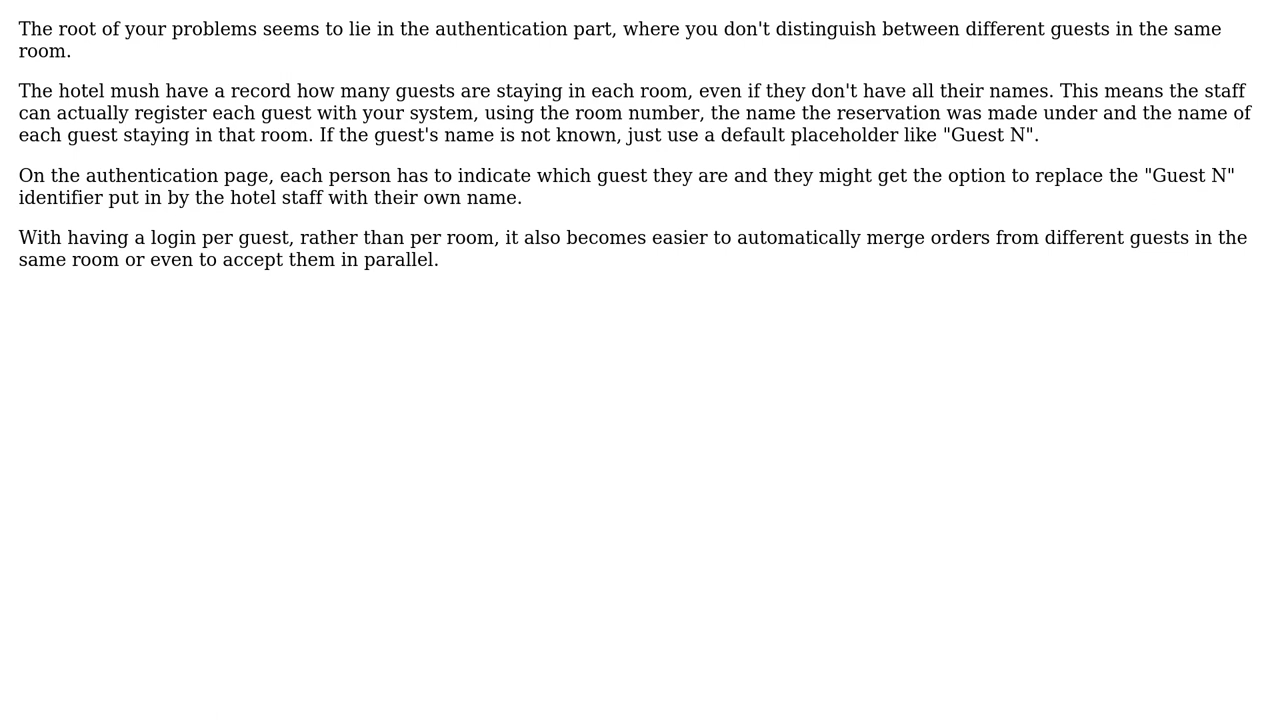 The root of your problems seems to lie in the authentication part, where you don't distinguish between different guests in the same
room.
The hotel mush have a record how many guests are staying in each room, even if they don't have all their names. This means the staff
can actually register each guest with your system, using the room number, the name the reservation was made under and the name of
each guest staying in that room. If the guest's name is not known, just use a default placeholder like "Guest N".
On the authentication page, each person has to indicate which guest they are and they might get the option to replace the "Guest N"
identifier put in by the hotel staff with their own name.
With having a login per guest, rather than per room, it also becomes easier to automatically merge orders from different guests in the
same room or even to accept them in parallel.